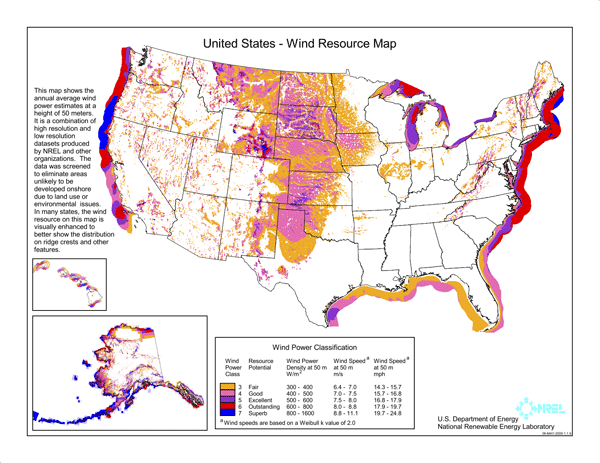 United States - Wind Resource Map
This map shows the
annual average wind
power estimates at a
height of 50 meters.
It is a combination of
high resolution and
low resolution
datasets produced
by NREL and other
organizations. The
data was screened
to eliminate areas
unlikely to be
developed onshore
due to land use or
environmental issues.
In many states, the wind
resource on this map is
visually enhanced to
better show the distribution
on ridge crests and other
features.
Wind Power Classification
Wind Resource Wind Power Wind Speed a Wind Speed a
Power Potential Density at 50 m at 50 m at 50 m
Class W/m 2 m/s mph
3 Fair 300 - 400 6.4 - 7.0 14.3 - 15.7
4 Good 400 - 500 7.0 - 7.5 15.7 - 16.8
5 Excellent 500 - 600 7.5 - 8.0 16.8 - 17.9
6 Outstanding 600 - 800 8.0 - 8.8 17.9 - 19.7
7 Superb 800 - 1600 8.8 - 11.1 19.7 - 24.8
a Wind speeds are based on a Weibull k value of 2.0
NREL
U.S. Department of Energy
National Renewable Energy Laboratory